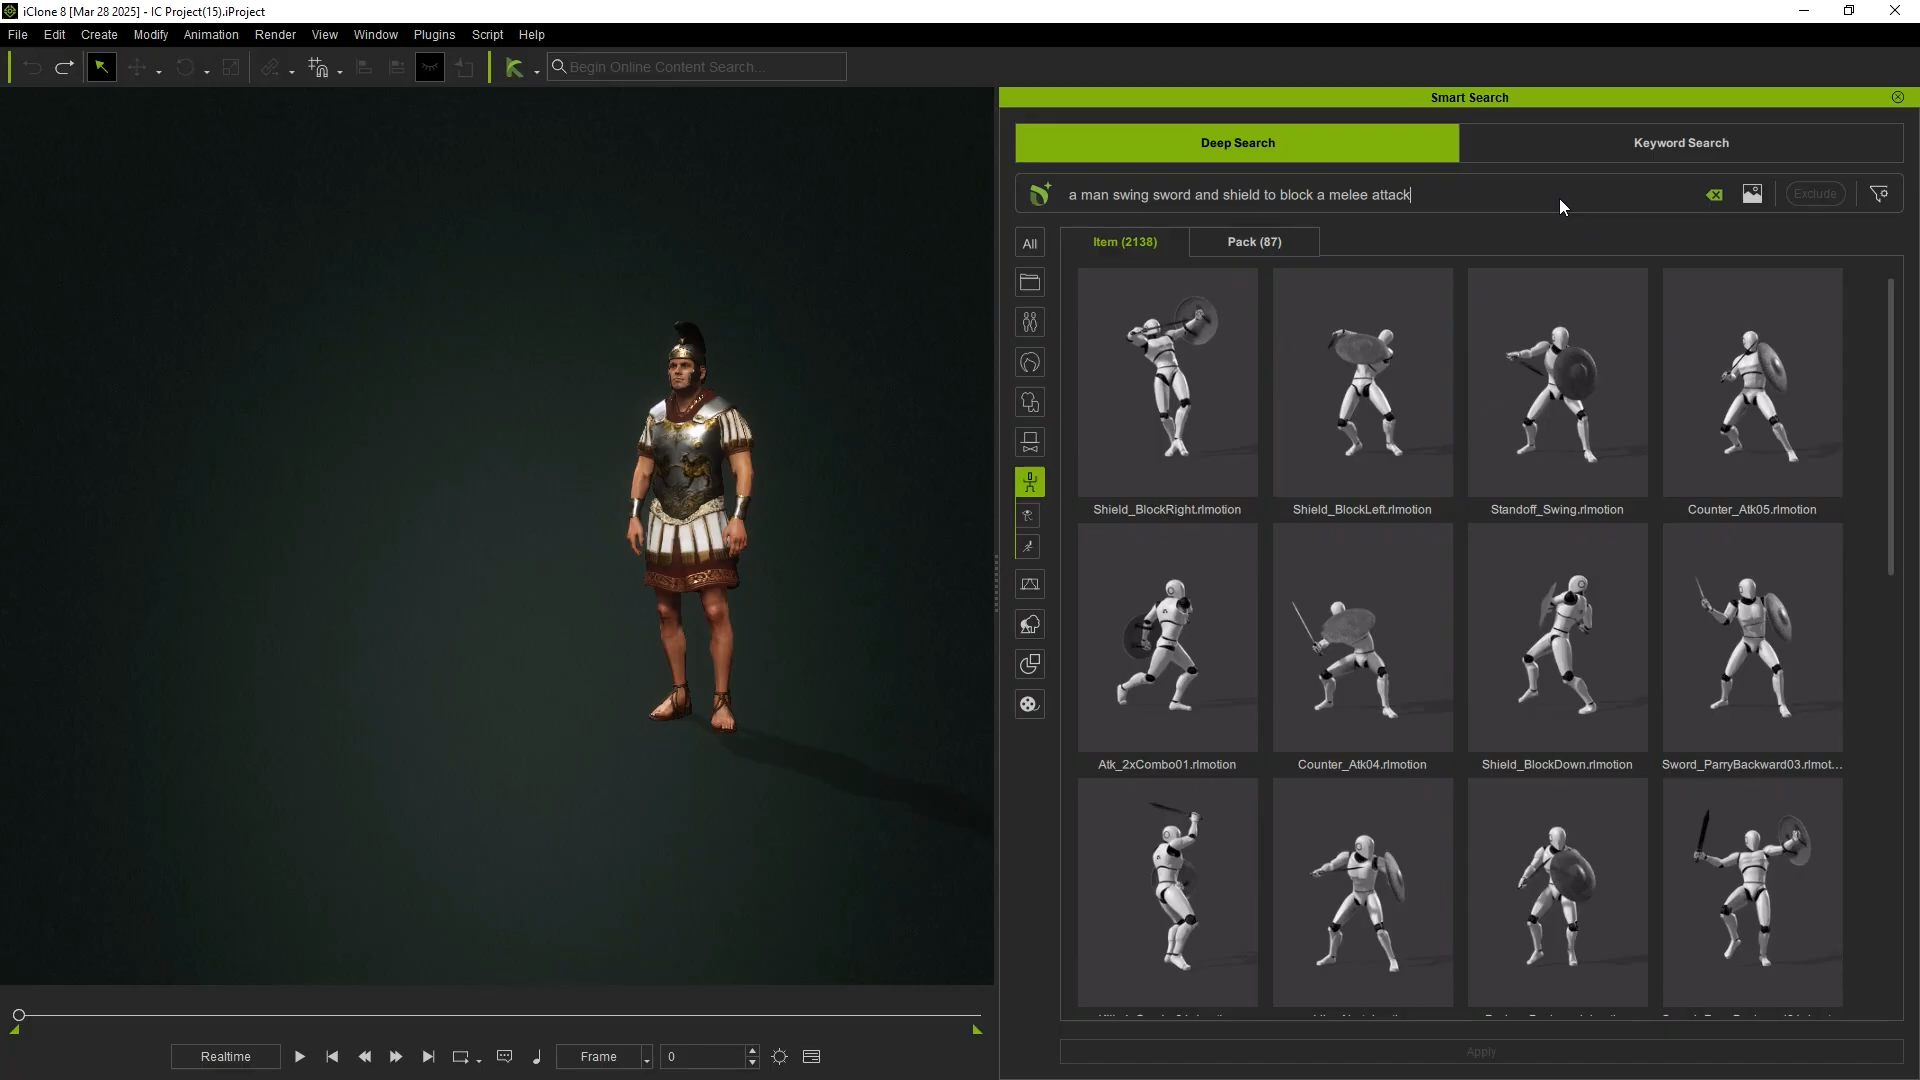 iClone 8 [Mar 28 2025] - IC Project(15).iProject
File Edit Create Modify Animation Render View Window Plugins Script Help
Begin Online Content Search...
Smart Search
Deep Search Keyword Search
a man swing sword and shield to block a melee attack
Exclude
All
Item (2138) Pack (87)
Shield_BlockRight.rlmotion Shield_BlockLeft.rlmotion Standoff_Swing.rlmotion Counter_Atk05.rlmotion
Atk_2xCombo01.rlmotion Counter_Atk04.rlmotion Shield_BlockDown.rlmotion Sword_ParryBackward03.rlmot...
Apply
Realtime Frame 0